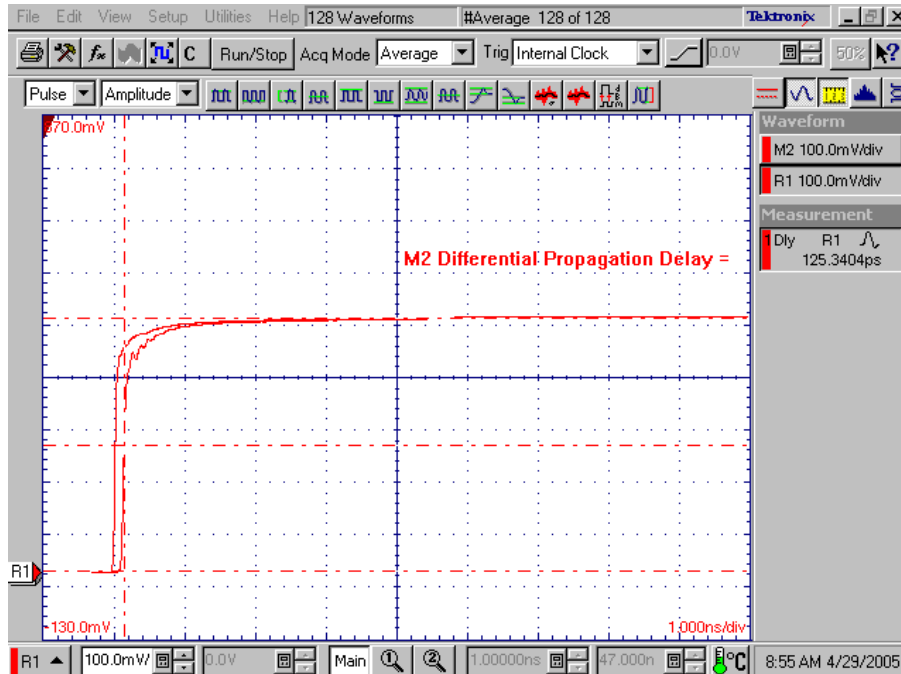 File Edit View Setup Utilities Help 128 Waveforms #Average 128 of 128 Tektronix
C Run/Stop Acq Mode Average Trig Internal Clock 0.0V 50% ?
Pulse Amplitude
Waveform
M2 100.0mV/div
R1 100.0mV/div
Measurement
1 Dly R1
125.3404ps
M2 Differential Propagation Delay =
R1
-130.0mV
1.000ns/div
R1 100.0mV/ 0.0V Main 1 2 1.00000ns 47.000n °C 8:55 AM 4/29/2005